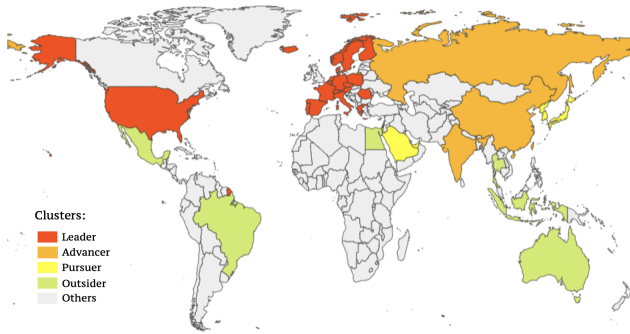 Clusters:
Leader
Advancer
Pursuer
Outsider
Others